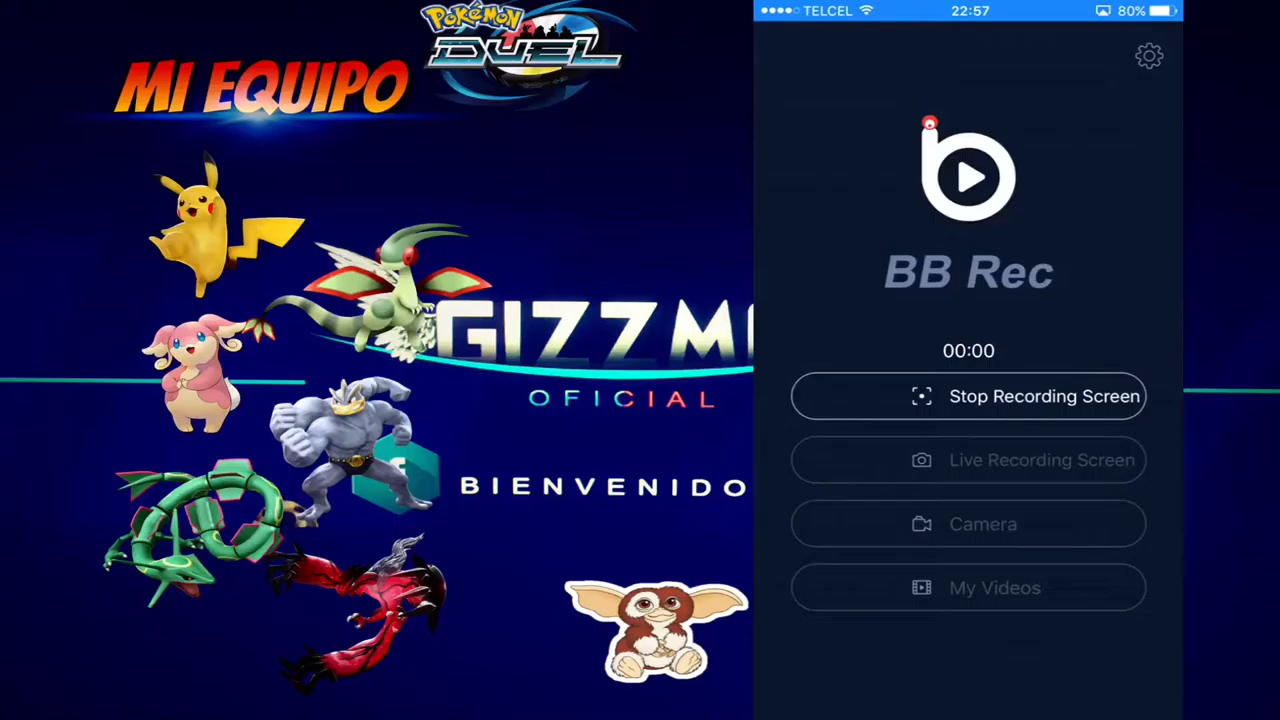 POKéMON
DUEL
MI EQUIPO
GIZZM
OFICIAL
f
BIENVENIDO
TELCEL 22:57 80%
b
BB Rec
00:00
Stop Recording Screen
Live Recording Screen
Camera
My Videos